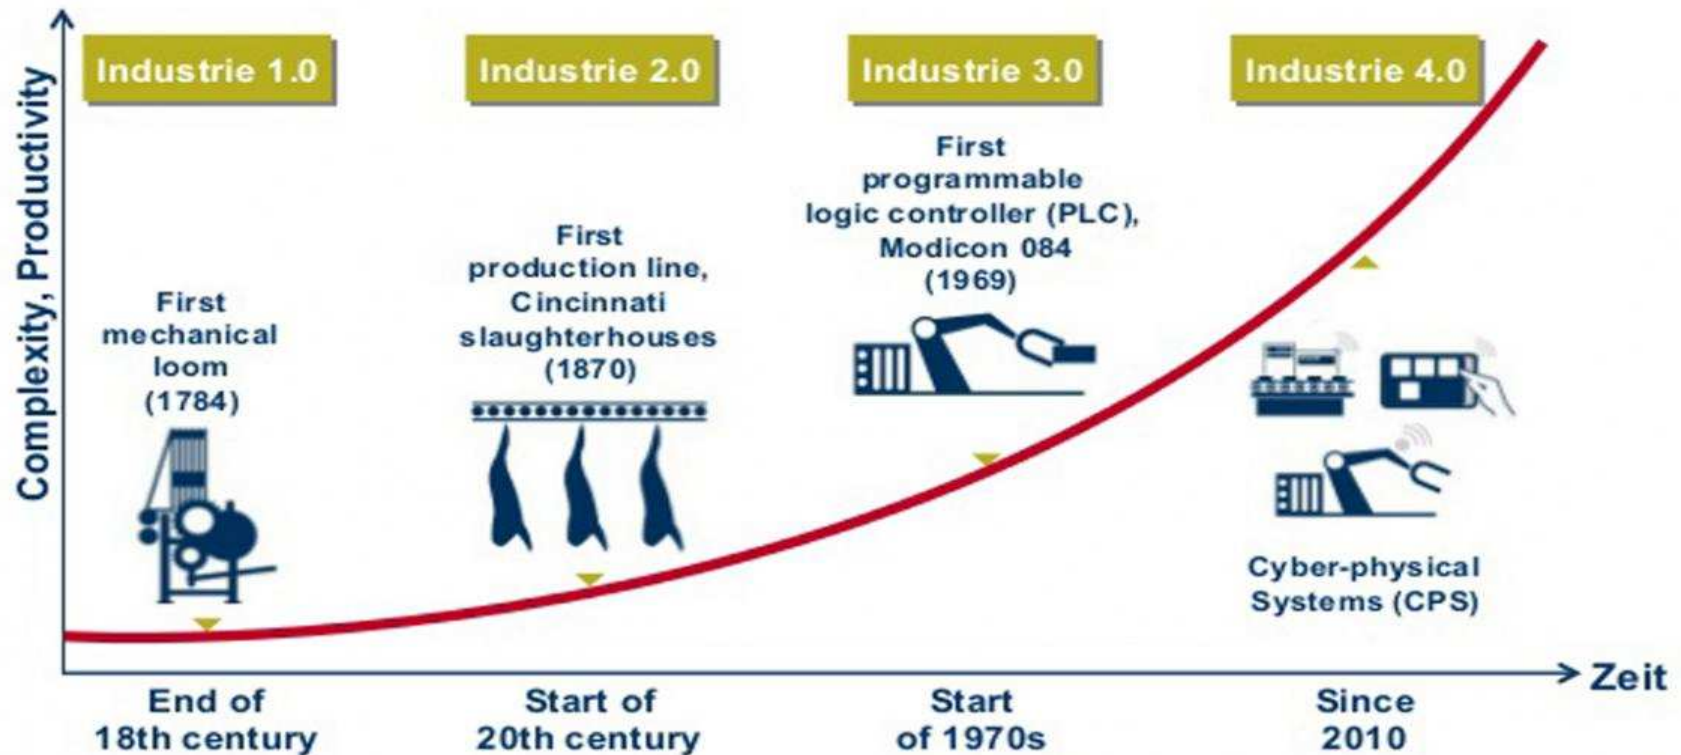 Complexity, Productivity
Industrie 1.0
First
mechanical
loom
(1784)
End of
18th century
Industrie 2.0
First
production line,
Cincinnati
slaughterhouses
(1870)
Start of
20th century
Industrie 3.0
First
programmable
logic controller (PLC),
Modicon 084
(1969)
Start
of 1970s
Industrie 4.0
Cyber-physical
Systems (CPS)
Since
2010
Zeit